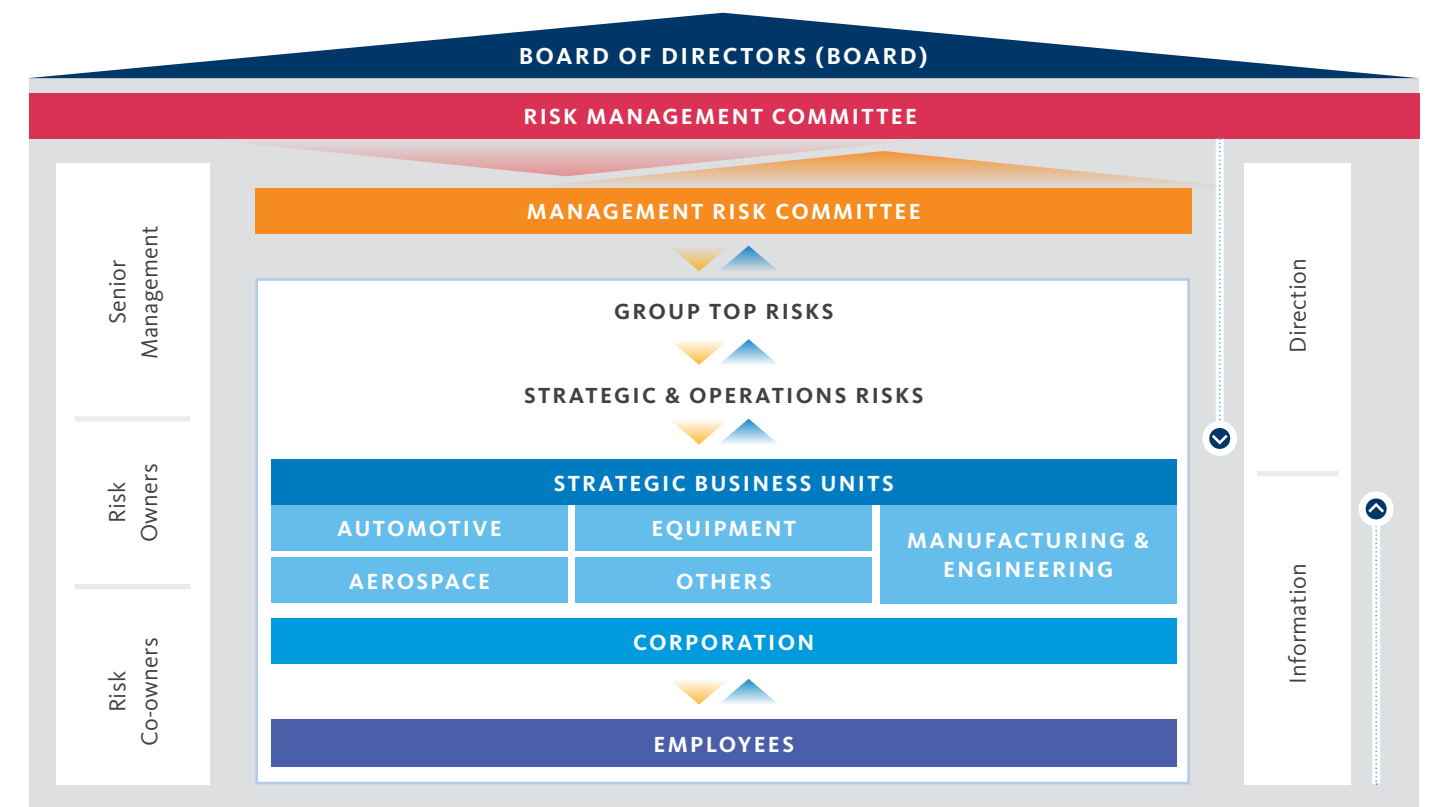 BOARD OF DIRECTORS (BOARD)
RISK MANAGEMENT COMMITTEE
MANAGEMENT RISK COMMITTEE
GROUP TOP RISKS
STRATEGIC & OPERATIONS RISKS
STRATEGIC BUSINESS UNITS
AUTOMOTIVE
EQUIPMENT
MANUFACTURING &
ENGINEERING
AEROSPACE
OTHERS
CORPORATION
EMPLOYEES
Senior
Management
Risk
Owners
Risk
Co-owners
Direction
Information